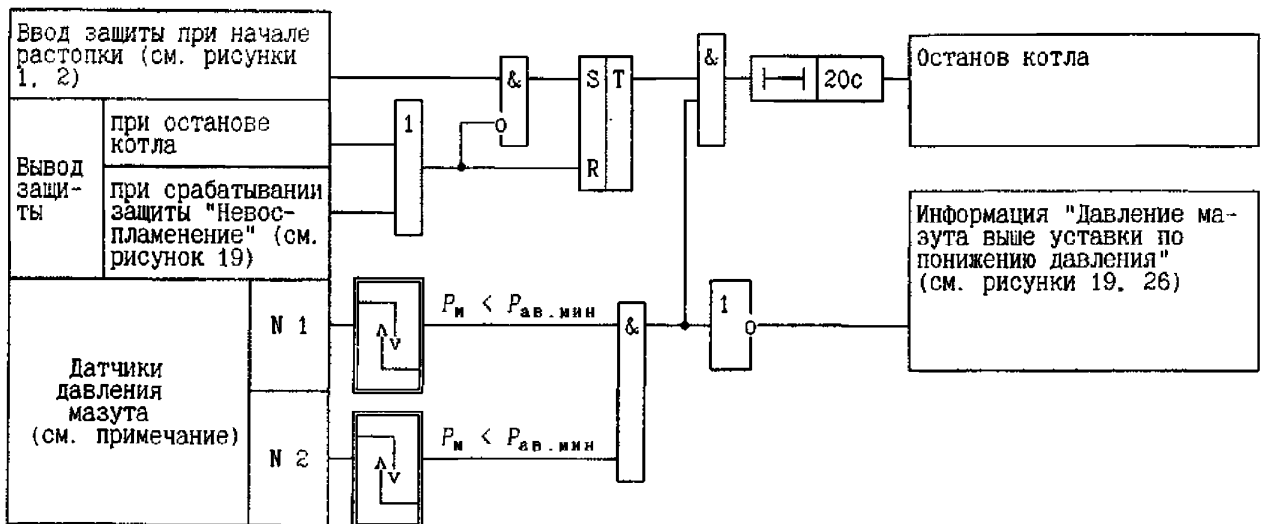 Ввод защиты при начале
растопки (см. рисунки
1, 2)
Вывод
защи-
ты
при останове
котла
при срабатывании
защиты "Невос-
пламенение" (см.
рисунок 19)
Датчики
давления
мазута
(см. примечание)
N 1
N 2
1
&
S T
R
&
20с
Останов котла
Pм < Pав.мин
Pм < Pав.мин
&
1
Информация "Давление ма-
зута выше уставки по
понижению давления"
(см. рисунки 19, 26)